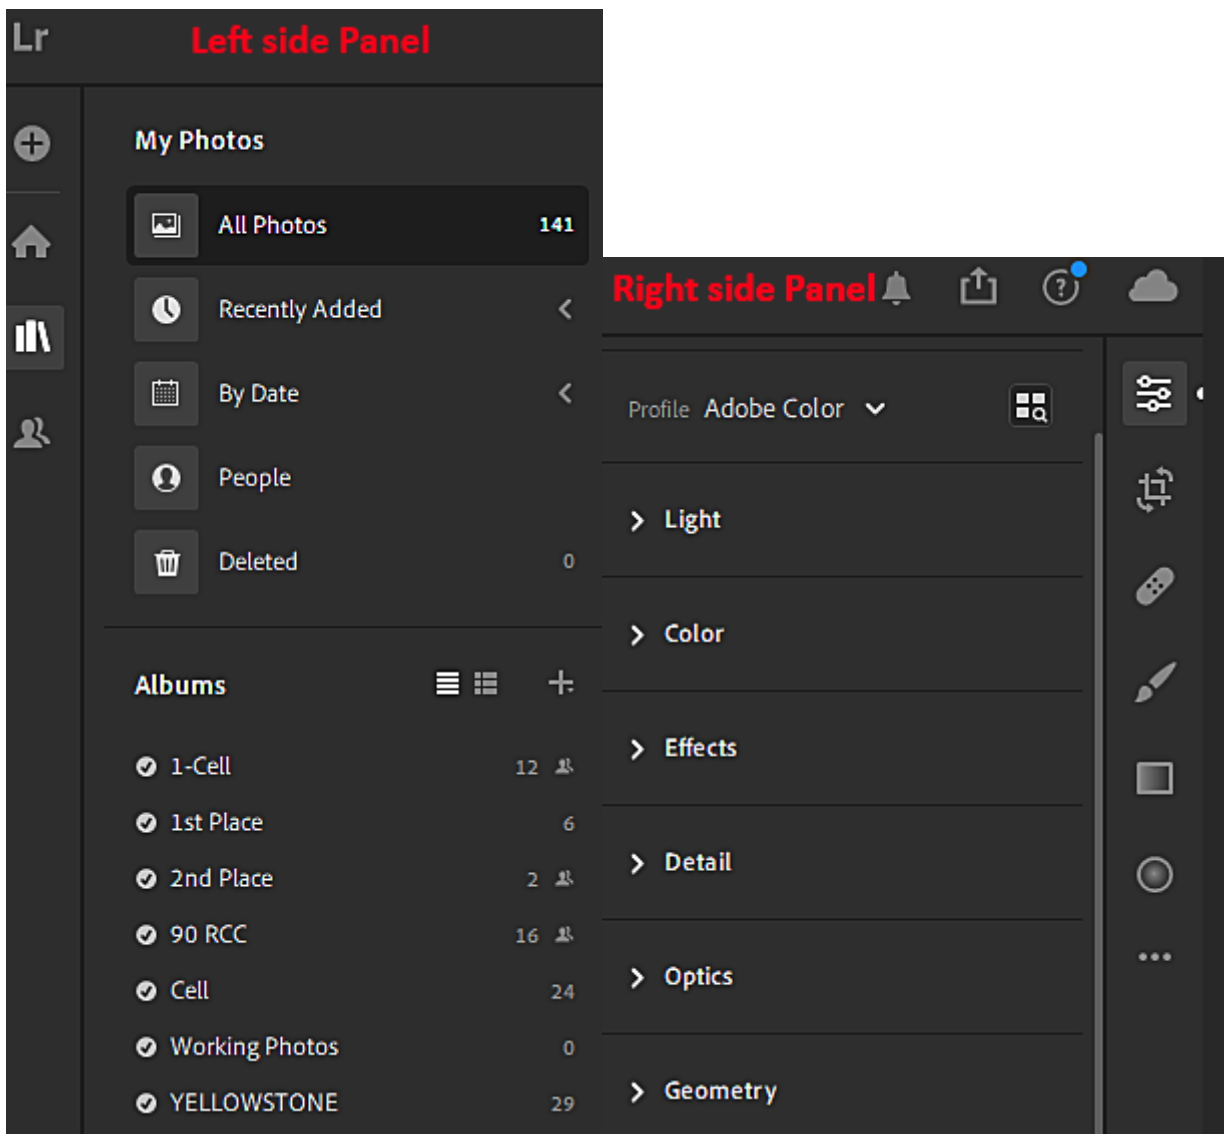 Lr
Left side Panel
My Photos
All Photos 141
Recently Added
By Date
People
Deleted 0
Albums
1-Cell 12
1st Place 6
2nd Place 2
90 RCC 16
Cell 24
Working Photos 0
YELLOWSTONE 29
Right side Panel
Profile Adobe Color
Light
Color
Effects
Detail
Optics
Geometry